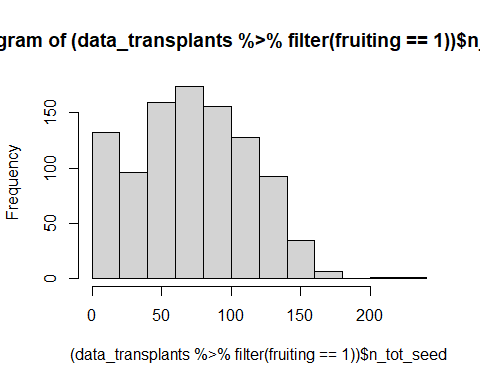 gram of (data_transplants %>% filter(fruiting == 1))$n_
Frequency
150
100
50
0
0 50 100 150 200
(data_transplants %>% filter(fruiting == 1))$n_tot_seed